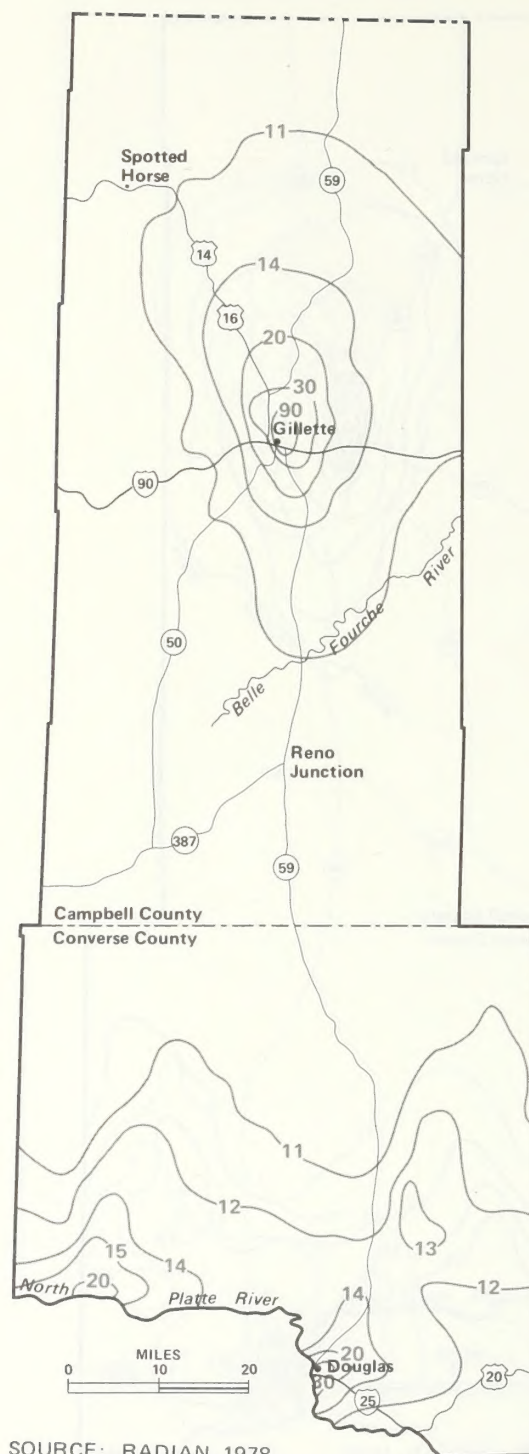 11
Spotted
Horse
59
14
14
16
20
30
90
Gillette
90
River
Fourche
Belle
50
Reno
Junction
387
59
Campbell County
Converse County
11
12
13
15
14
12
20
14
North Platte River
20
Douglas
30
25
20
MILES
0 10 20
SOURCE: RADIAN, 1978